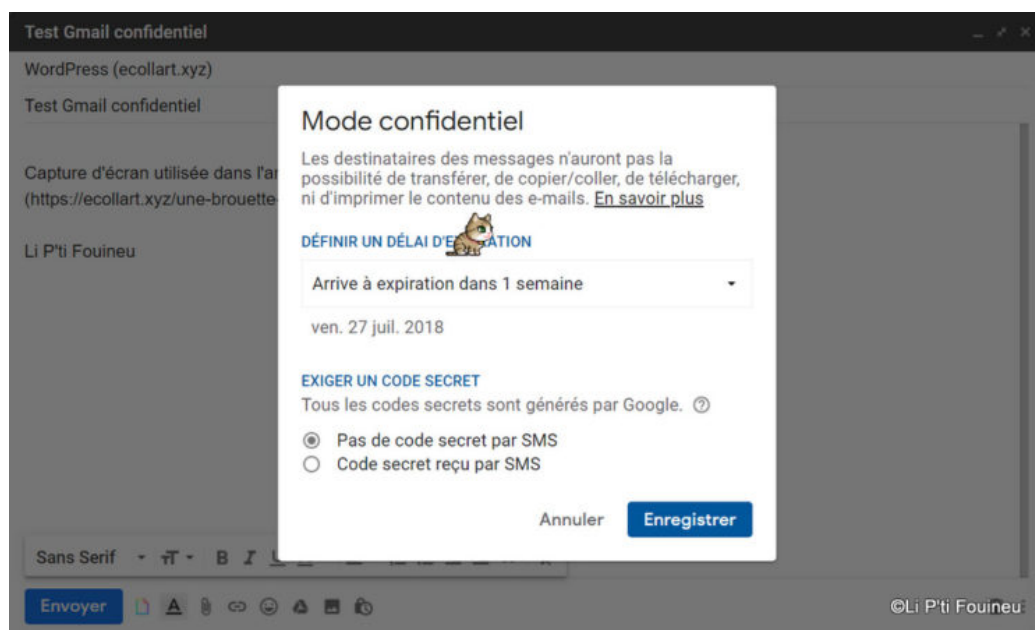 Test Gmail confidentiel
WordPress (ecollart.xyz)
Test Gmail confidentiel
Capture d'écran utilisée dans l'ar
(https://ecollart.xyz/une-brouette-
Li P'ti Fouineu
Mode confidentiel
Les destinataires des messages n'auront pas la
possibilité de transférer, de copier/coller, de télécharger,
ni d'imprimer le contenu des e-mails. En savoir plus
DÉFINIR UN DÉLAI D'E ATION
Arrive à expiration dans 1 semaine
ven. 27 juil. 2018
EXIGER UN CODE SECRET
Tous les codes secrets sont générés par Google.
Pas de code secret par SMS
Code secret reçu par SMS
Annuler Enregistrer
Sans Serif
Envoyer
©Li P'ti Fouineu